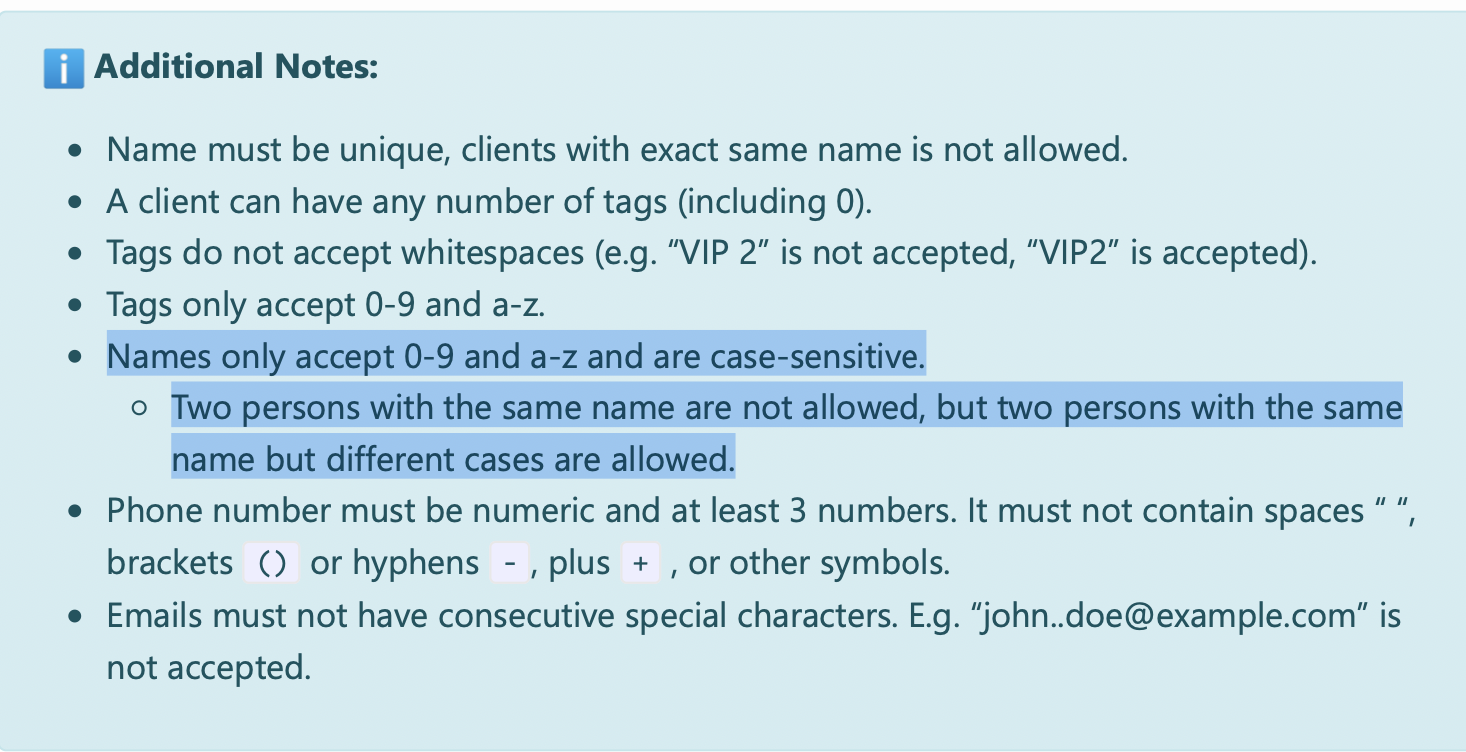 ℹ️ Additional Notes:
• Name must be unique, clients with exact same name is not allowed.
• A client can have any number of tags (including 0).
• Tags do not accept whitespaces (e.g. “VIP 2” is not accepted, “VIP2” is accepted).
• Tags only accept 0-9 and a-z.
• Names only accept 0-9 and a-z and are case-sensitive.
◦ Two persons with the same name are not allowed, but two persons with the same
name but different cases are allowed.
• Phone number must be numeric and at least 3 numbers. It must not contain spaces “ “,
brackets () or hyphens -, plus + , or other symbols.
• Emails must not have consecutive special characters. E.g. “john..doe@example.com” is
not accepted.